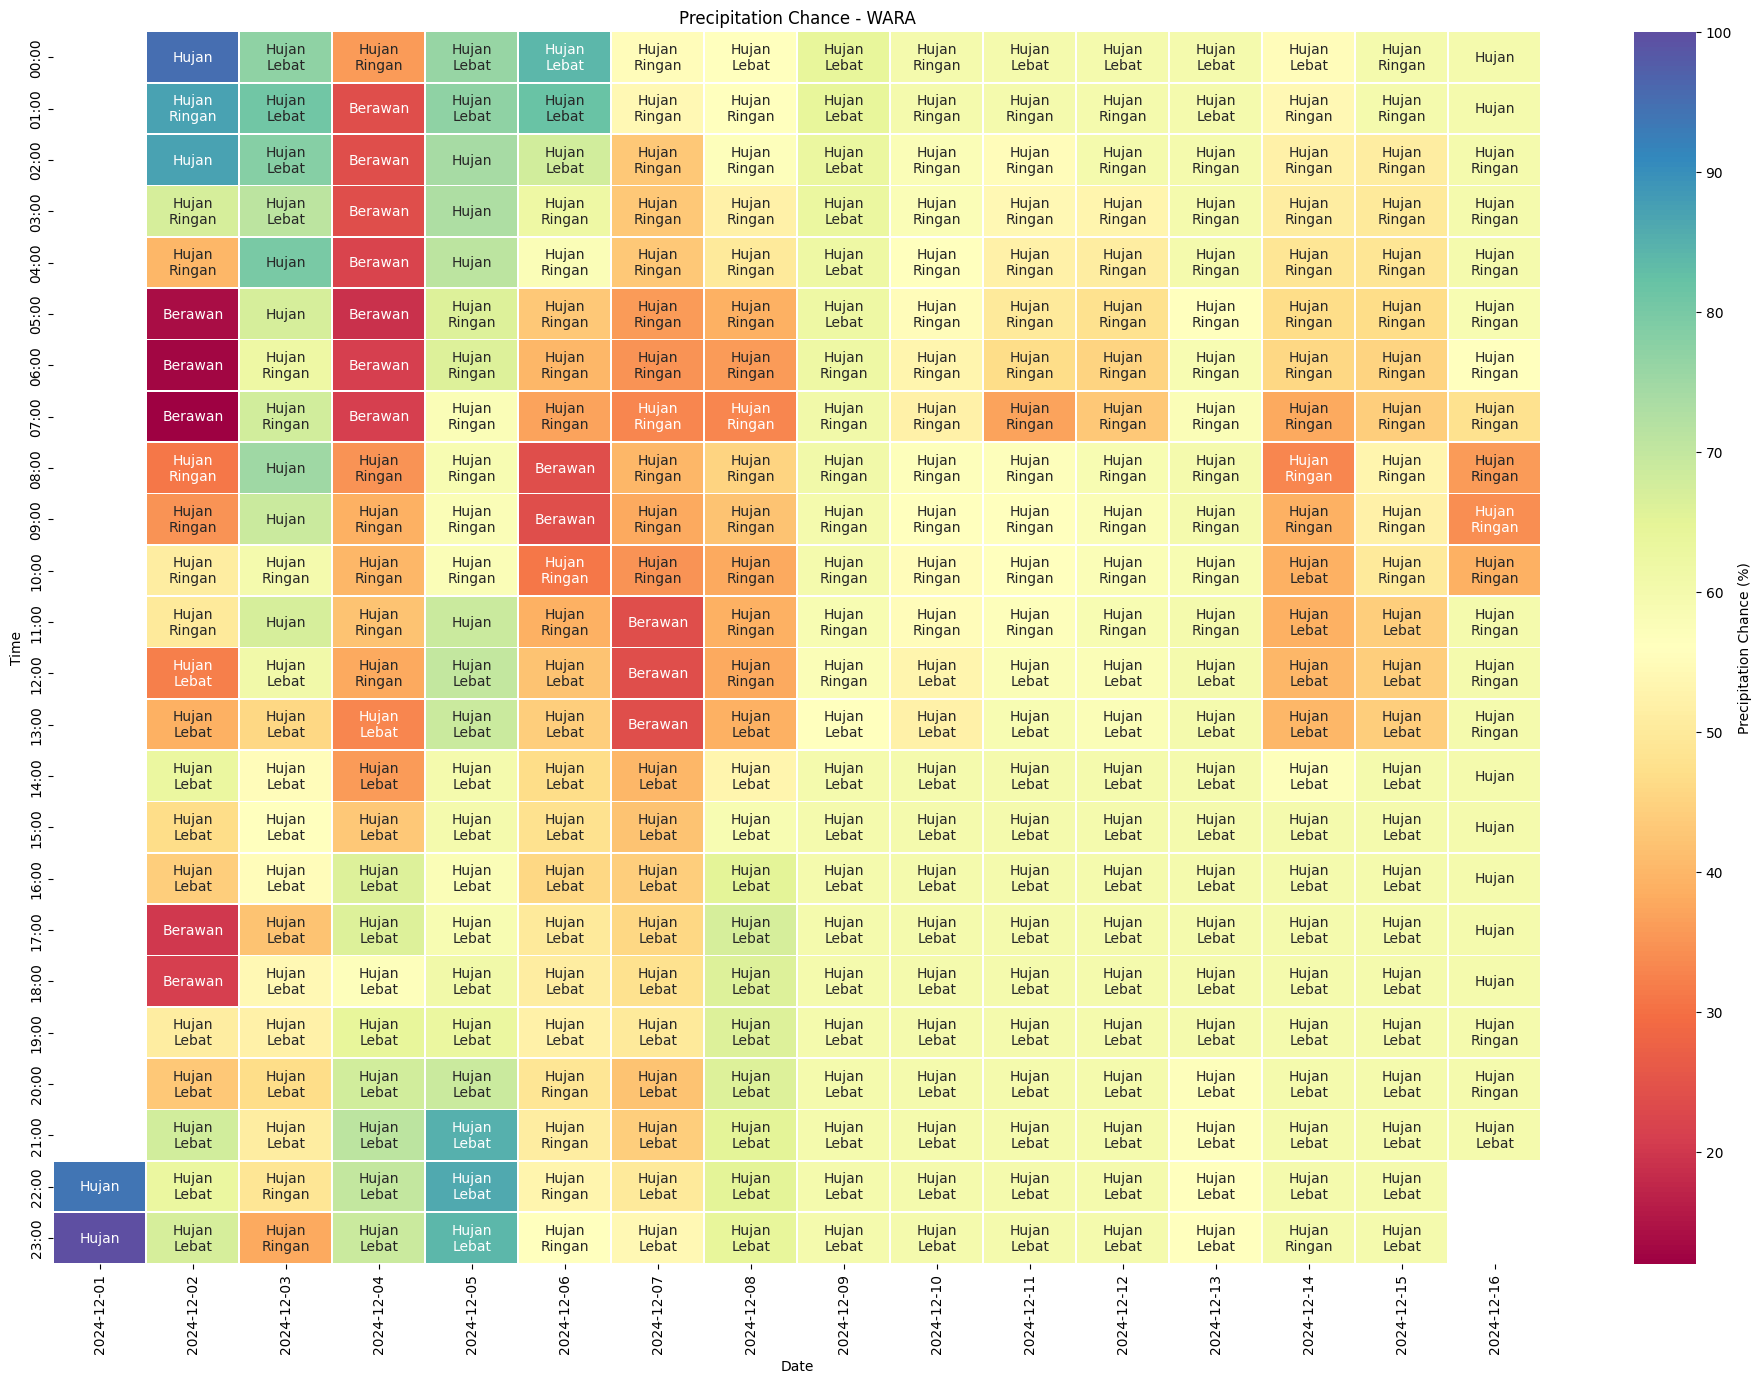 Precipitation Chance - WARA
00:00 Hujan Hujan Lebat Hujan Ringan Hujan Lebat Hujan Lebat Hujan Ringan Hujan Lebat Hujan Lebat Hujan Ringan Hujan Lebat Hujan Lebat Hujan Lebat Hujan Lebat Hujan Ringan Hujan
01:00 Hujan Ringan Hujan Lebat Berawan Hujan Lebat Hujan Lebat Hujan Ringan Hujan Ringan Hujan Lebat Hujan Ringan Hujan Ringan Hujan Ringan Hujan Lebat Hujan Ringan Hujan Ringan Hujan
02:00 Hujan Hujan Lebat Berawan Hujan Hujan Lebat Hujan Ringan Hujan Ringan Hujan Lebat Hujan Ringan Hujan Ringan Hujan Ringan Hujan Ringan Hujan Ringan Hujan Ringan Hujan Ringan
03:00 Hujan Ringan Hujan Lebat Berawan Hujan Hujan Ringan Hujan Ringan Hujan Ringan Hujan Lebat Hujan Ringan Hujan Ringan Hujan Ringan Hujan Ringan Hujan Ringan Hujan Ringan Hujan Ringan
04:00 Hujan Ringan Hujan Berawan Hujan Hujan Ringan Hujan Ringan Hujan Ringan Hujan Lebat Hujan Ringan Hujan Ringan Hujan Ringan Hujan Ringan Hujan Ringan Hujan Ringan Hujan Ringan
05:00 Berawan Hujan Berawan Hujan Ringan Hujan Ringan Hujan Ringan Hujan Ringan Hujan Lebat Hujan Ringan Hujan Ringan Hujan Ringan Hujan Ringan Hujan Ringan Hujan Ringan Hujan Ringan
06:00 Berawan Hujan Ringan Berawan Hujan Ringan Hujan Ringan Hujan Ringan Hujan Ringan Hujan Ringan Hujan Ringan Hujan Ringan Hujan Ringan Hujan Ringan Hujan Ringan Hujan Ringan Hujan Ringan
07:00 Berawan Hujan Ringan Berawan Hujan Ringan Hujan Ringan Hujan Ringan Hujan Ringan Hujan Ringan Hujan Ringan Hujan Ringan Hujan Ringan Hujan Ringan Hujan Ringan Hujan Ringan Hujan Ringan
08:00 Hujan Ringan Hujan Hujan Ringan Hujan Ringan Berawan Hujan Ringan Hujan Ringan Hujan Ringan Hujan Ringan Hujan Ringan Hujan Ringan Hujan Ringan Hujan Ringan Hujan Ringan Hujan Ringan
09:00 Hujan Ringan Hujan Hujan Ringan Hujan Ringan Berawan Hujan Ringan Hujan Ringan Hujan Ringan Hujan Ringan Hujan Ringan Hujan Ringan Hujan Ringan Hujan Ringan Hujan Ringan Hujan Ringan
10:00 Hujan Ringan Hujan Ringan Hujan Ringan Hujan Ringan Hujan Ringan Hujan Ringan Hujan Ringan Hujan Ringan Hujan Ringan Hujan Ringan Hujan Ringan Hujan Ringan Hujan Lebat Hujan Ringan Hujan Ringan
11:00 Hujan Ringan Hujan Hujan Ringan Hujan Hujan Ringan Berawan Hujan Ringan Hujan Ringan Hujan Ringan Hujan Ringan Hujan Ringan Hujan Ringan Hujan Lebat Hujan Lebat Hujan Ringan
12:00 Hujan Lebat Hujan Lebat Hujan Ringan Hujan Lebat Hujan Lebat Berawan Hujan Ringan Hujan Ringan Hujan Lebat Hujan Lebat Hujan Lebat Hujan Lebat Hujan Lebat Hujan Lebat Hujan Ringan
13:00 Hujan Lebat Hujan Lebat Hujan Lebat Hujan Lebat Hujan Lebat Berawan Hujan Lebat Hujan Lebat Hujan Lebat Hujan Lebat Hujan Lebat Hujan Lebat Hujan Lebat Hujan Lebat Hujan Ringan
14:00 Hujan Lebat Hujan Lebat Hujan Lebat Hujan Lebat Hujan Lebat Hujan Lebat Hujan Lebat Hujan Lebat Hujan Lebat Hujan Lebat Hujan Lebat Hujan Lebat Hujan Lebat Hujan Lebat Hujan
15:00 Hujan Lebat Hujan Lebat Hujan Lebat Hujan Lebat Hujan Lebat Hujan Lebat Hujan Lebat Hujan Lebat Hujan Lebat Hujan Lebat Hujan Lebat Hujan Lebat Hujan Lebat Hujan Lebat Hujan
16:00 Hujan Lebat Hujan Lebat Hujan Lebat Hujan Lebat Hujan Lebat Hujan Lebat Hujan Lebat Hujan Lebat Hujan Lebat Hujan Lebat Hujan Lebat Hujan Lebat Hujan Lebat Hujan Lebat Hujan
17:00 Berawan Hujan Lebat Hujan Lebat Hujan Lebat Hujan Lebat Hujan Lebat Hujan Lebat Hujan Lebat Hujan Lebat Hujan Lebat Hujan Lebat Hujan Lebat Hujan Lebat Hujan Lebat Hujan
18:00 Berawan Hujan Lebat Hujan Lebat Hujan Lebat Hujan Lebat Hujan Lebat Hujan Lebat Hujan Lebat Hujan Lebat Hujan Lebat Hujan Lebat Hujan Lebat Hujan Lebat Hujan Lebat Hujan
19:00 Hujan Lebat Hujan Lebat Hujan Lebat Hujan Lebat Hujan Lebat Hujan Lebat Hujan Lebat Hujan Lebat Hujan Lebat Hujan Lebat Hujan Lebat Hujan Lebat Hujan Lebat Hujan Lebat Hujan Ringan
20:00 Hujan Lebat Hujan Lebat Hujan Lebat Hujan Lebat Hujan Ringan Hujan Lebat Hujan Lebat Hujan Lebat Hujan Lebat Hujan Lebat Hujan Lebat Hujan Lebat Hujan Lebat Hujan Lebat Hujan Ringan
21:00 Hujan Lebat Hujan Lebat Hujan Lebat Hujan Lebat Hujan Ringan Hujan Lebat Hujan Lebat Hujan Lebat Hujan Lebat Hujan Lebat Hujan Lebat Hujan Lebat Hujan Lebat Hujan Lebat Hujan Lebat
22:00 Hujan Hujan Lebat Hujan Ringan Hujan Lebat Hujan Lebat Hujan Ringan Hujan Lebat Hujan Lebat Hujan Lebat Hujan Lebat Hujan Lebat Hujan Lebat Hujan Lebat Hujan Lebat Hujan Lebat
23:00 Hujan Hujan Lebat Hujan Ringan Hujan Lebat Hujan Lebat Hujan Ringan Hujan Lebat Hujan Lebat Hujan Lebat Hujan Lebat Hujan Lebat Hujan Lebat Hujan Lebat Hujan Ringan Hujan Lebat
Time
2024-12-01 2024-12-02 2024-12-03 2024-12-04 2024-12-05 2024-12-06 2024-12-07 2024-12-08 2024-12-09 2024-12-10 2024-12-11 2024-12-12 2024-12-13 2024-12-14 2024-12-15 2024-12-16
Date
100
90
80
70
60
50
40
30
20
Precipitation Chance (%)